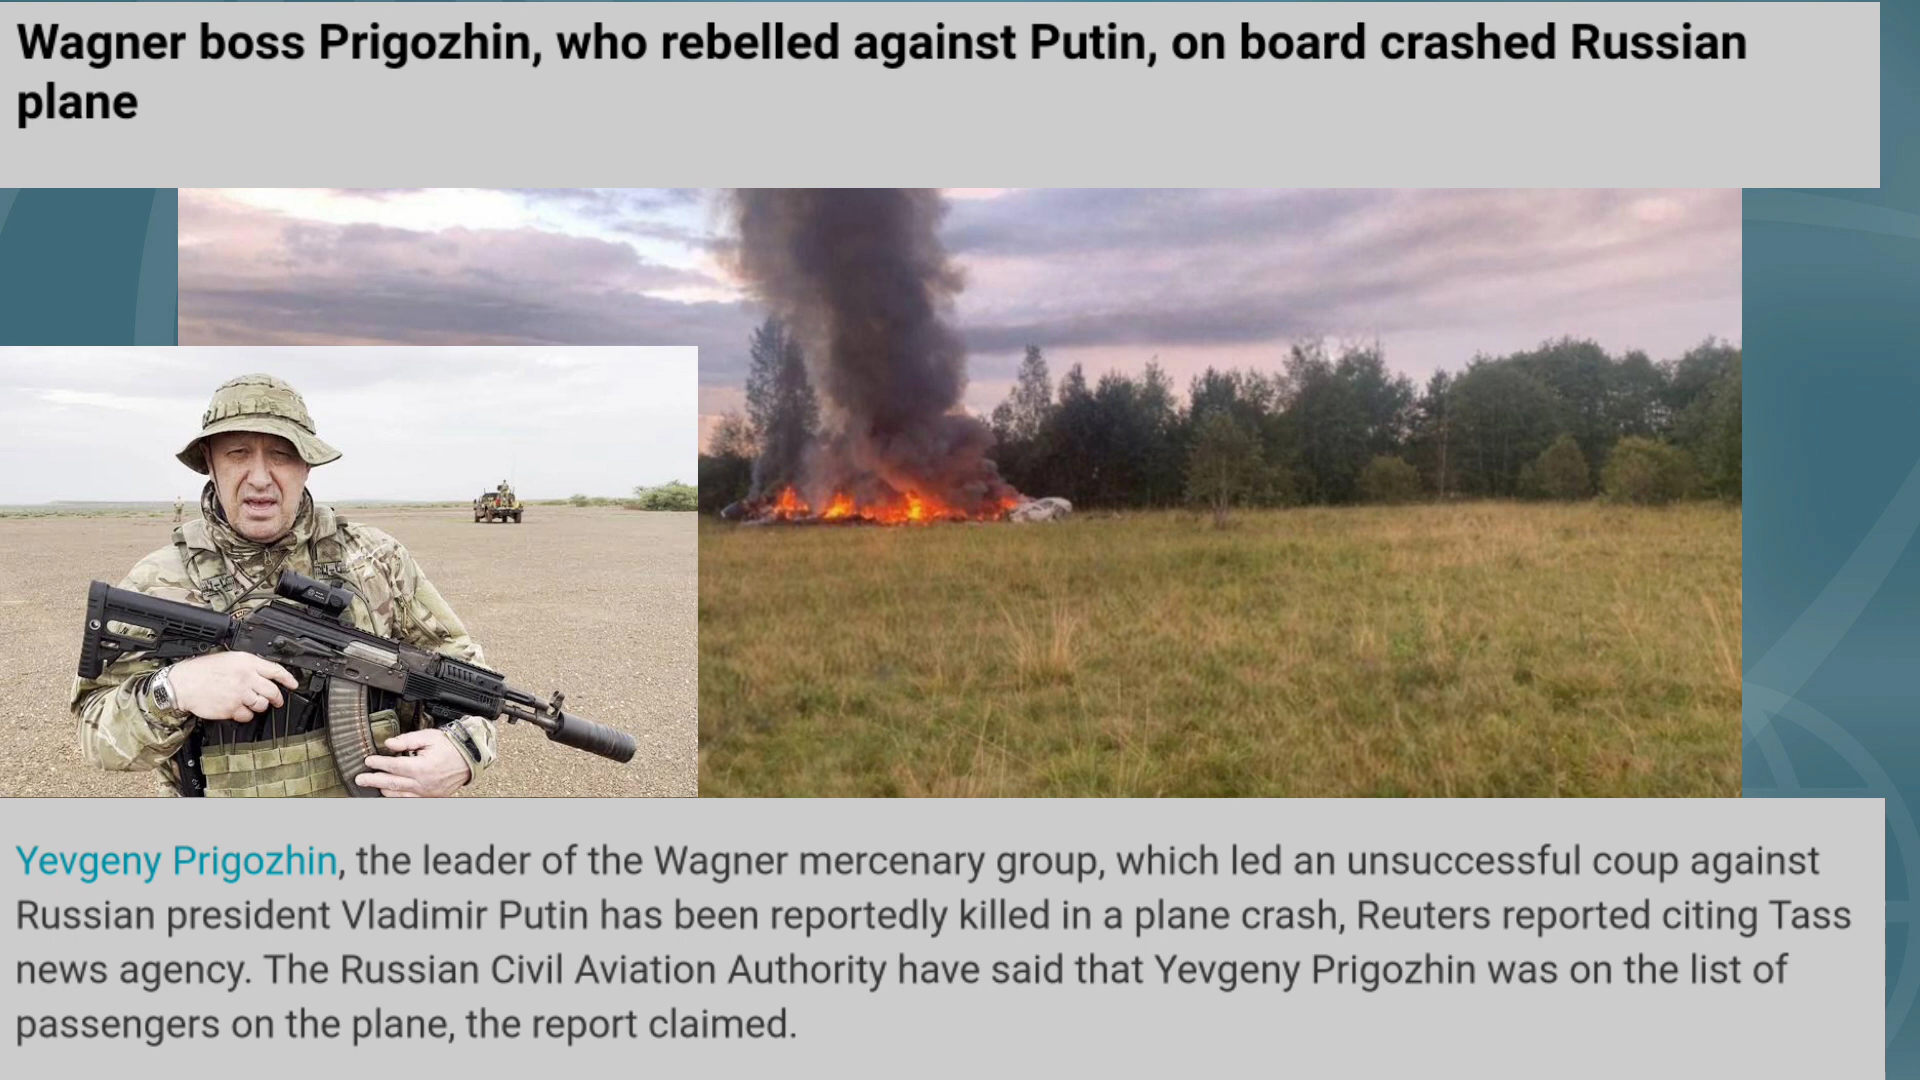 Wagner boss Prigozhin, who rebelled against Putin, on board crashed Russian
plane
Yevgeny Prigozhin, the leader of the Wagner mercenary group, which led an unsuccessful coup against
Russian president Vladimir Putin has been reportedly killed in a plane crash, Reuters reported citing Tass
news agency. The Russian Civil Aviation Authority have said that Yevgeny Prigozhin was on the list of
passengers on the plane, the report claimed.